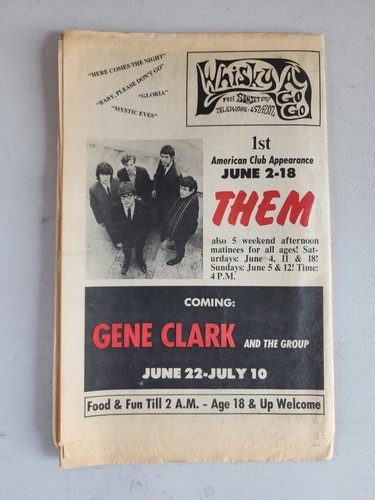 "HERE COMES THE NIGHT"
"BABY, PLEASE DON'T GO"
"GLORIA"
"MYSTIC EYES"
Whisky A'
GO
GO
SUNSET
TELEPHONE:
1st
American Club Appearance
JUNE 2-18
THEM
also 5 weekend afternoon
matinees for all ages! Sat-
urdays: June 4, 11 & 18!
Sundays: June 5 & 12! Time:
4 P.M.
COMING:
GENE CLARK AND THE GROUP
JUNE 22-JULY 10
Food & Fun Till 2 A.M. - Age 18 & Up Welcome